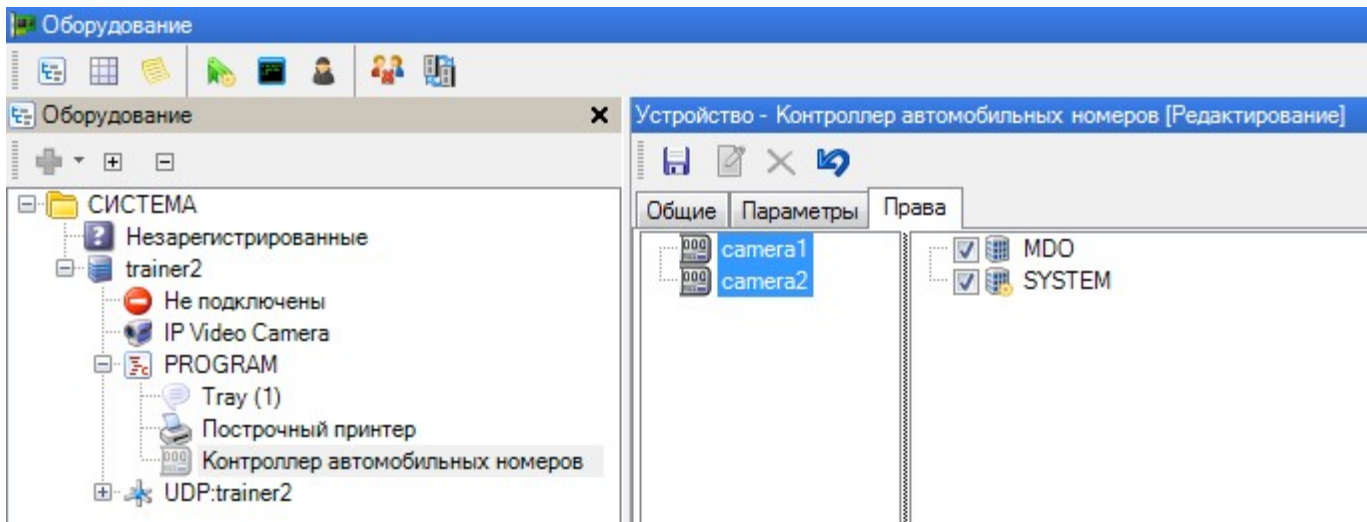 Оборудование
Оборудование
СИСТЕМА
Незарегистрированные
trainer2
Не подключены
IP Video Camera
PROGRAM
Tray (1)
Построчный принтер
Контроллер автомобильных номеров
UDP:trainer2
Устройство - Контроллер автомобильных номеров [Редактирование]
Общие Параметры Права
camera1
camera2
MDO
SYSTEM